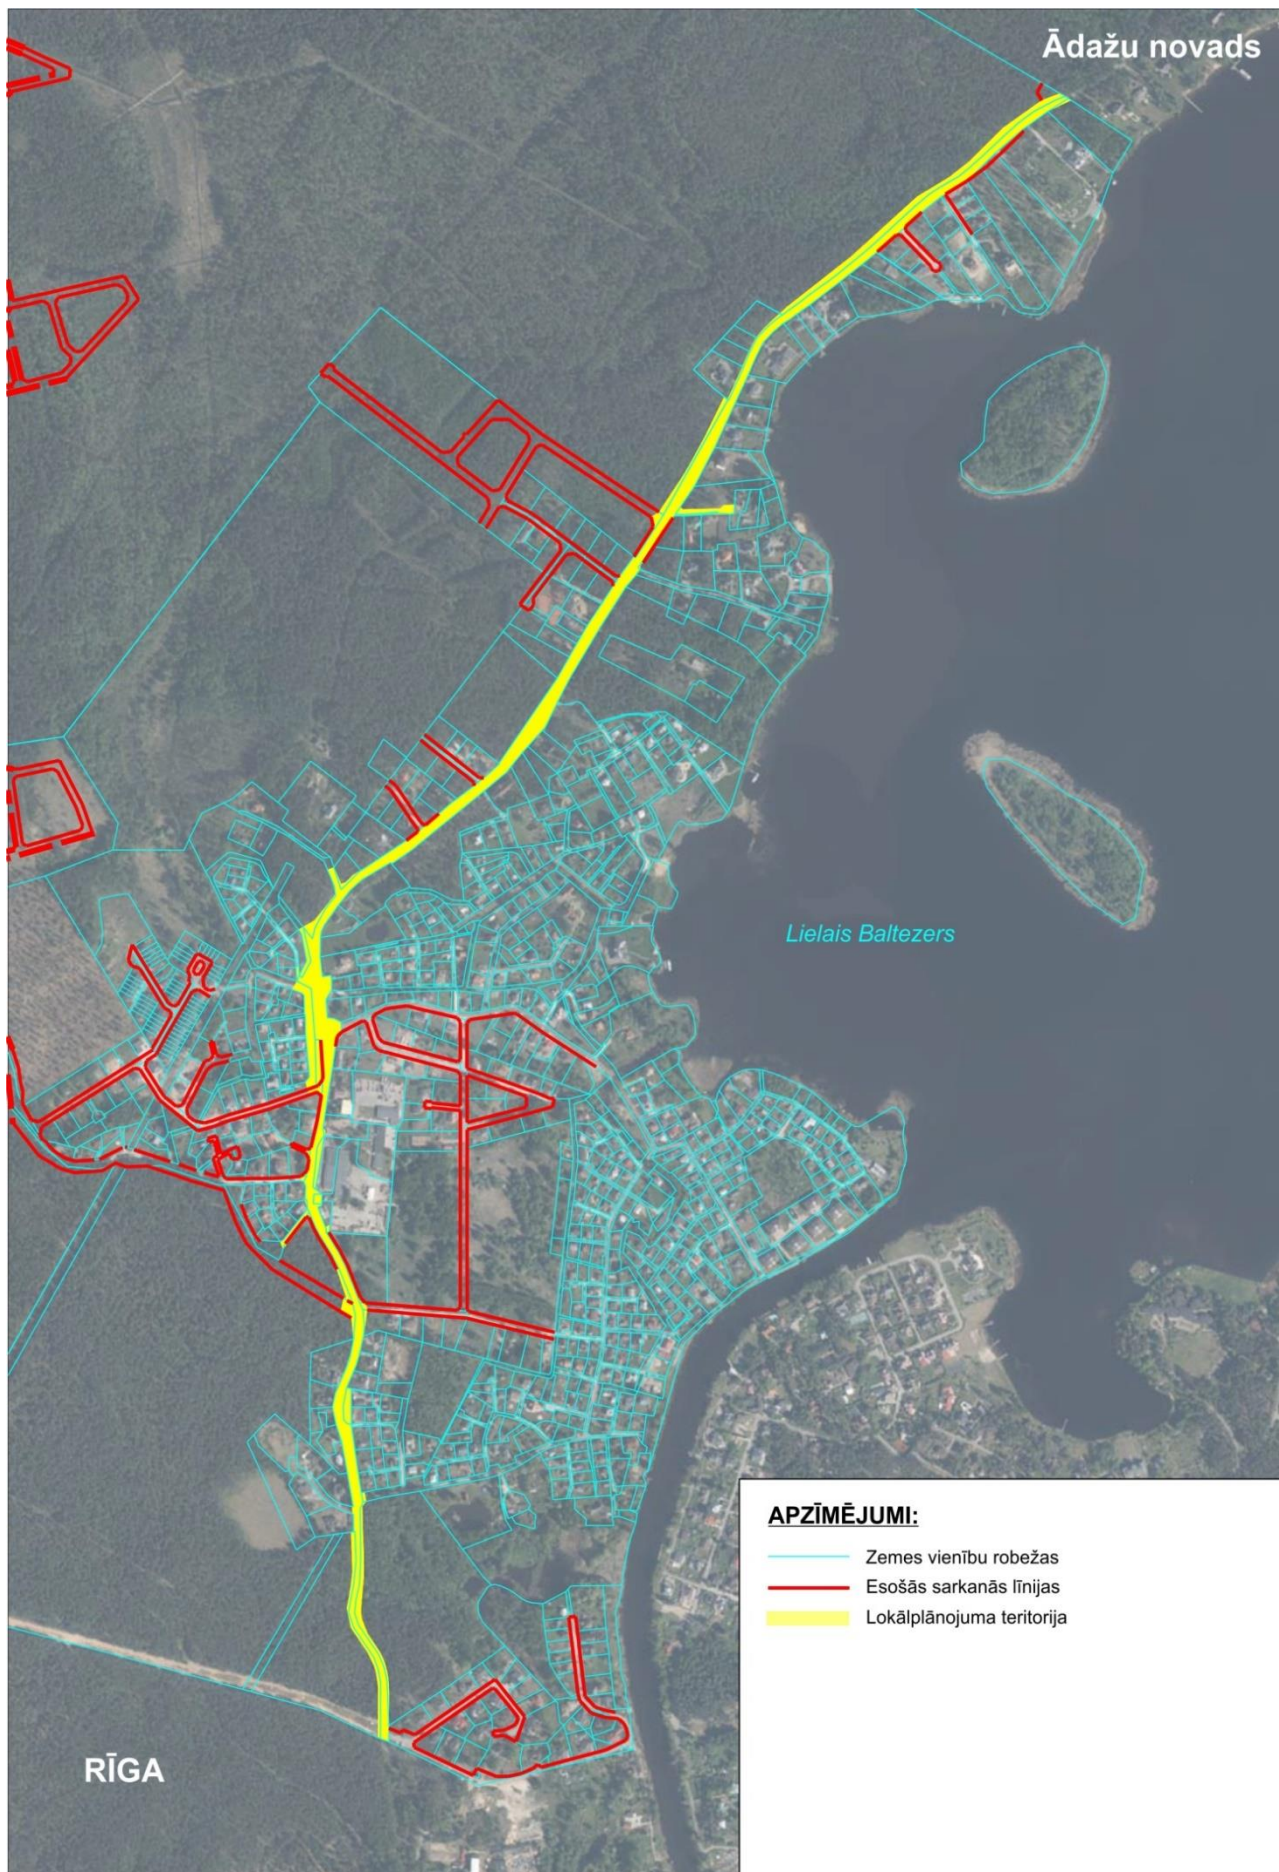 Ādažu novads
Lielais Baltezers
APZĪMĒJUMI:
Zemes vienību robežas
Esošās sarkanās līnijas
Lokālplānojuma teritorija
RĪGA